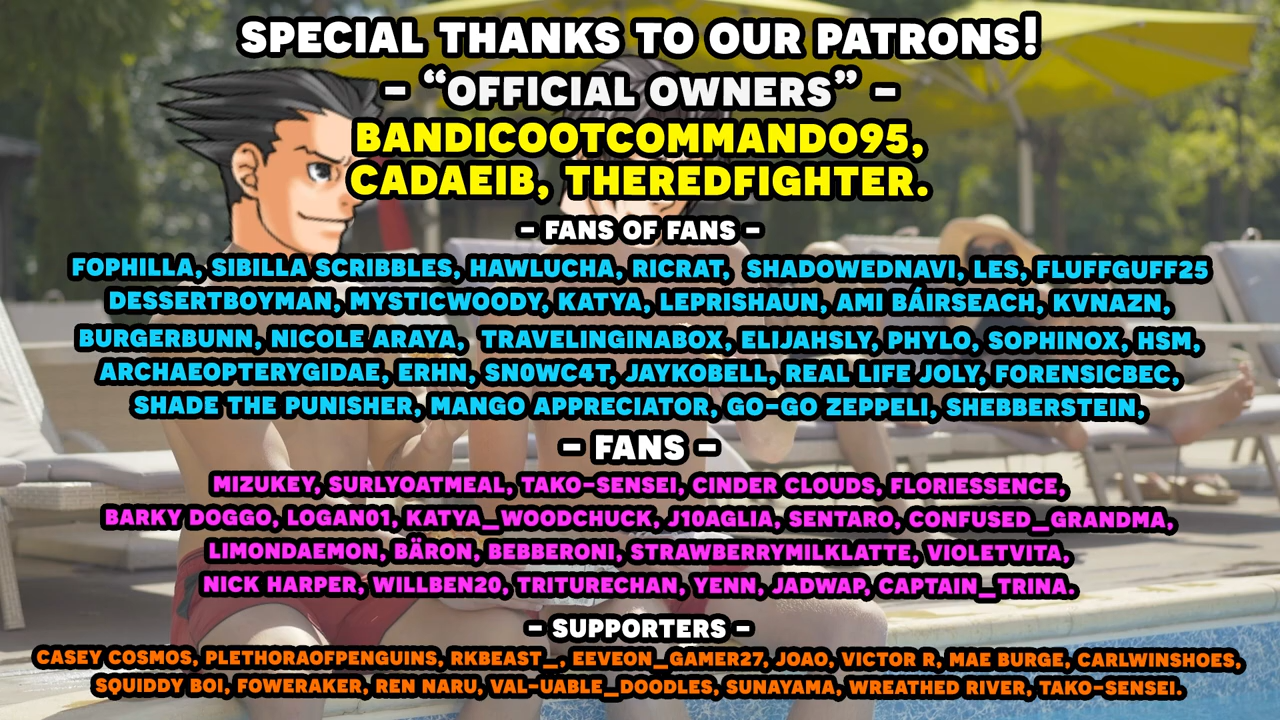 SPECIAL THANKS TO OUR PATRONS!
- “OFFICIAL OWNERS” -
BANDICOOTCOMMANDO95,
CADAEIB, THEREDFIGHTER.
- FANS OF FANS -
FOPHILLA, SIBILLA SCRIBBLES, HAWLUCHA, RICRAT, SHADOWEDNAVI, LES, FLUFFGUFF25
DESSERTBOYMAN, MYSTICWOODY, KATYA, LEPRISHAUN, AMI BÁIRSEACH, KVNAZN,
BURGERBUNN, NICOLE ARAYA, TRAVELINGINABOX, ELIJAHSLY, PHYLO, SOPHINOX, HSM,
ARCHAEOPTERYGIDAE, ERHN, SN0WC4T, JAYKOBELL, REAL LIFE JOLY, FORENSICBEC,
SHADE THE PUNISHER, MANGO APPRECIATOR, GO-GO ZEPPELI, SHEBBERSTEIN,
- FANS -
MIZUKEY, SURLYOATMEAL, TAKO-SENSEI, CINDER CLOUDS, FLORIESSENCE,
BARKY DOGGO, LOGAN01, KATYA_WOODCHUCK, J10AGLIA, SENTARO, CONFUSED_GRANDMA,
LIMONDAEMON, BÄRON, BEBBERONI, STRAWBERRYMILKLATTE, VIOLETVITA,
NICK HARPER, WILLBEN20, TRITURECHAN, YENN, JADWAP, CAPTAIN_TRINA.
- SUPPORTERS -
CASEY COSMOS, PLETHORAOFPENGUINS, RKBEAST_, EEVEON_GAMER27, JOAO, VICTOR R, MAE BURGE, CARLWINSHOES,
SQUIDDY BOI, FOWERAKER, REN NARU, VAL-UABLE_DOODLES, SUNAYAMA, WREATHED RIVER, TAKO-SENSEI.